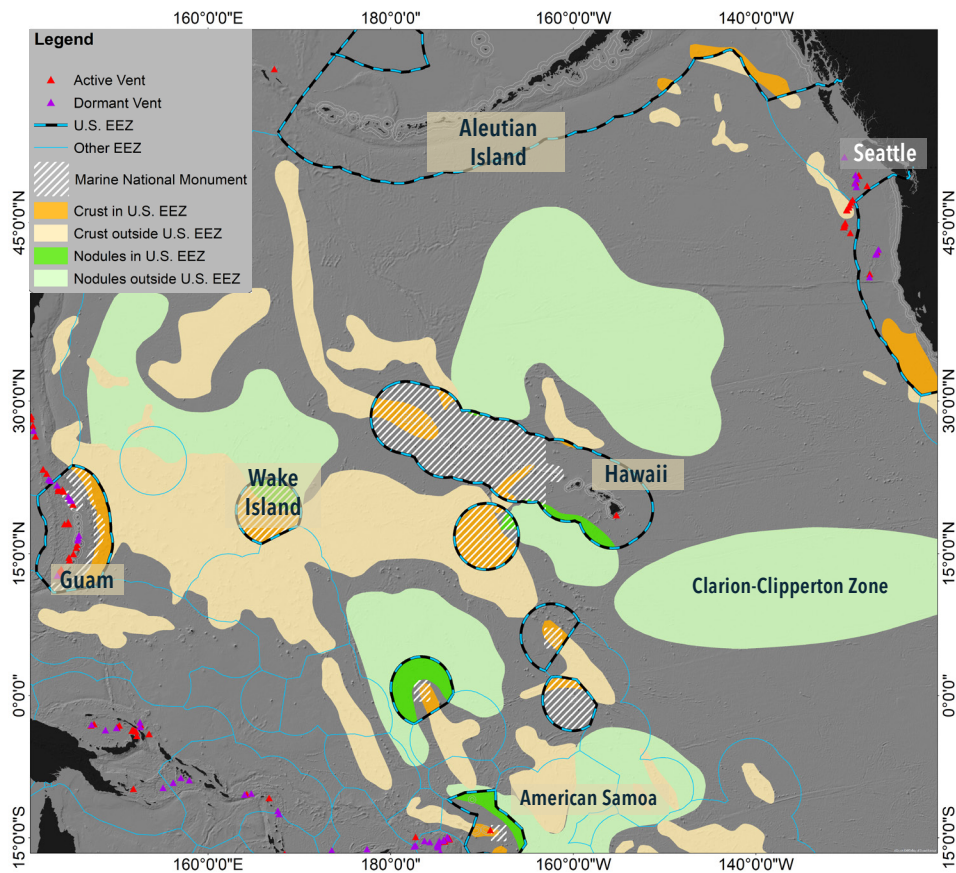 160°0'0"E
180°0'0"
160°0'0"W
140°0'0"W
Legend
Active Vent
Dormant Vent
U.S. EEZ
Other EEZ
Marine National Monument
Crust in U.S. EEZ
Crust outside U.S. EEZ
Nodules in U.S. EEZ
Nodules outside U.S. EEZ
Aleutian
Island
Seattle
45°0'0"N
45°0'0"N
30°0'0"N
30°0'0"N
Wake
Island
Hawaii
15°0'0"N
15°0'0"N
Guam
Clarion-Clipperton Zone
0°0'0"
0°0'0"
American Samoa
15°0'0"S
15°0'0"S
160°0'0"E
180°0'0"
160°0'0"W
140°0'0"W